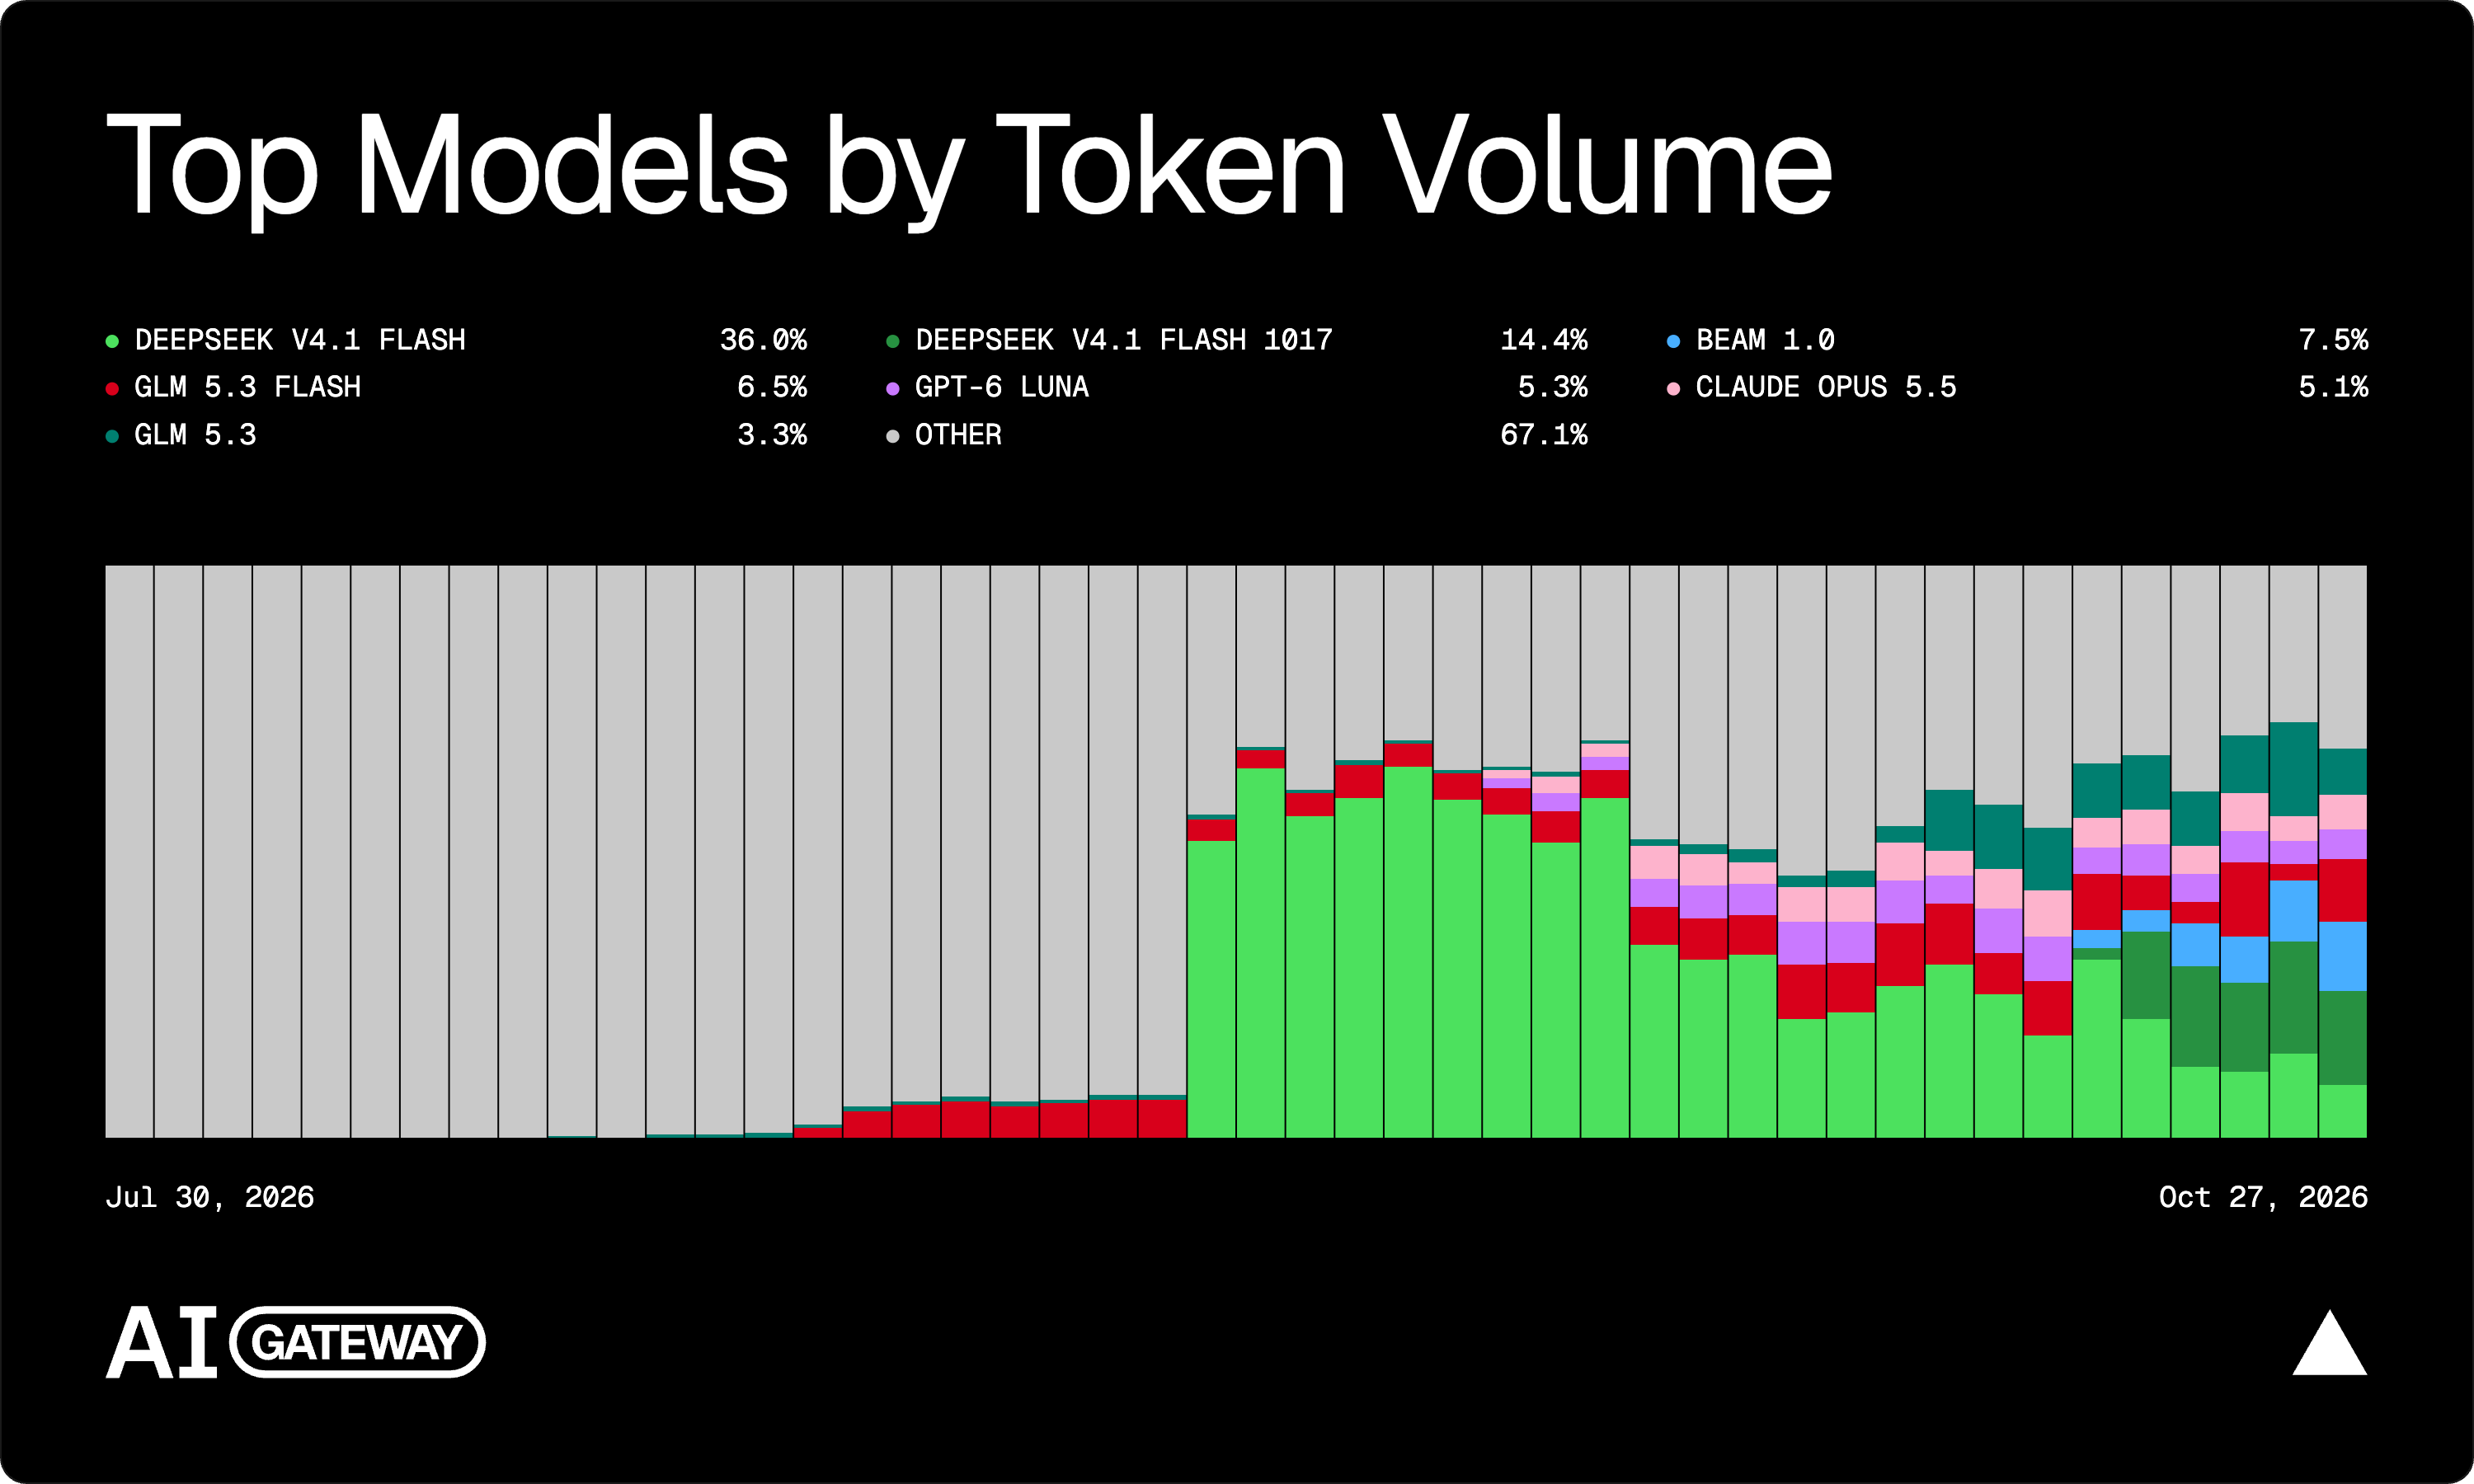 Top Models by Token Volume
DEEPSEEK V4.1 FLASH 36.0% DEEPSEEK V4.1 FLASH 1017 14.4% BEAM 1.0 7.5%
GLM 5.3 FLASH 6.5% GPT-6 LUNA 5.3% CLAUDE OPUS 5.5 5.1%
GLM 5.3 3.3% OTHER 67.1%
Jul 30, 2026 Oct 27, 2026
AI GATEWAY